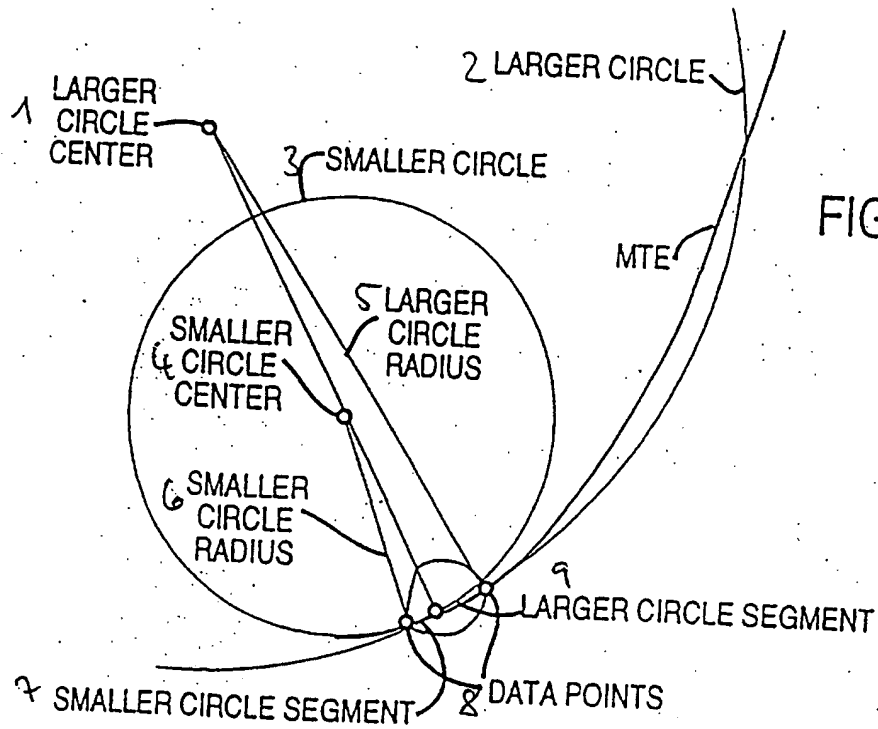 2 LARGER CIRCLE
1 LARGER
CIRCLE
CENTER
3 SMALLER CIRCLE
FIG
MTE
5 LARGER
CIRCLE
RADIUS
SMALLER
4 CIRCLE
CENTER
6 SMALLER
CIRCLE
RADIUS
9
LARGER CIRCLE SEGMENT
8 DATA POINTS
7 SMALLER CIRCLE SEGMENT